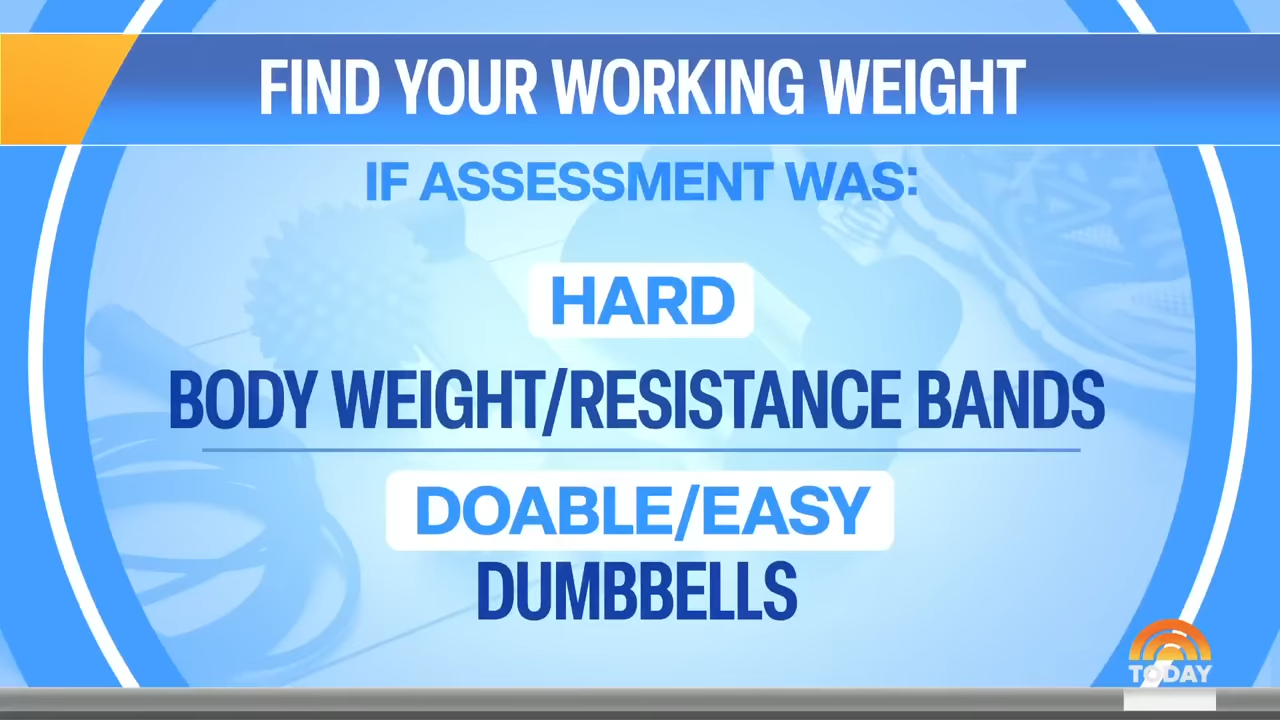 FIND YOUR WORKING WEIGHT
IF ASSESSMENT WAS:
HARD
BODY WEIGHT/RESISTANCE BANDS
DOABLE/EASY
DUMBBELLS
TODAY